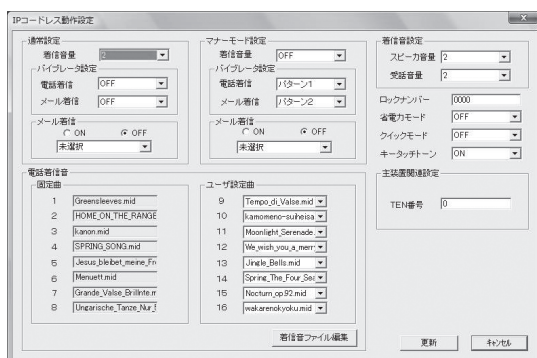 IPコードレス動作設定
通常設定
着信音量 2
バイブレータ設定
電話着信 OFF
メール着信 OFF
メール着信
ON OFF
未選択
マナーモード設定
着信音量 OFF
バイブレータ設定
電話着信 パターン1
メール着信 パターン2
メール着信
ON OFF
未選択
着信音設定
スピーカ音量 2
受話音量 2
ロックナンバー 0000
省電力モード OFF
クイックモード OFF
キータッチトーン ON
主装置関連設定
TEN番号 0
電話着信音
固定曲
1 Greensleeves.mid
2 HOME_ON_THE_RANGE
3 kanon.mid
4 SPRING_SONG.mid
5 Jesus_bleibet_meine_Fr
6 Menuett.mid
7 Grande_Valse_Brillnte.m
8 Ungarische_Tanze_Nur_
ユーザ設定曲
9 Tempo_di_Valse.mid
10 kamomeno-suiheisa
11 Moonlight_Serenade.
12 We_wish_you_a_merr
13 Jingle_Bells.mid
14 Spring_The_Four_Sea
15 Nocturn_op.92.mid
16 wakarenokyoku.mid
着信音ファイル編集
更新 キャンセル